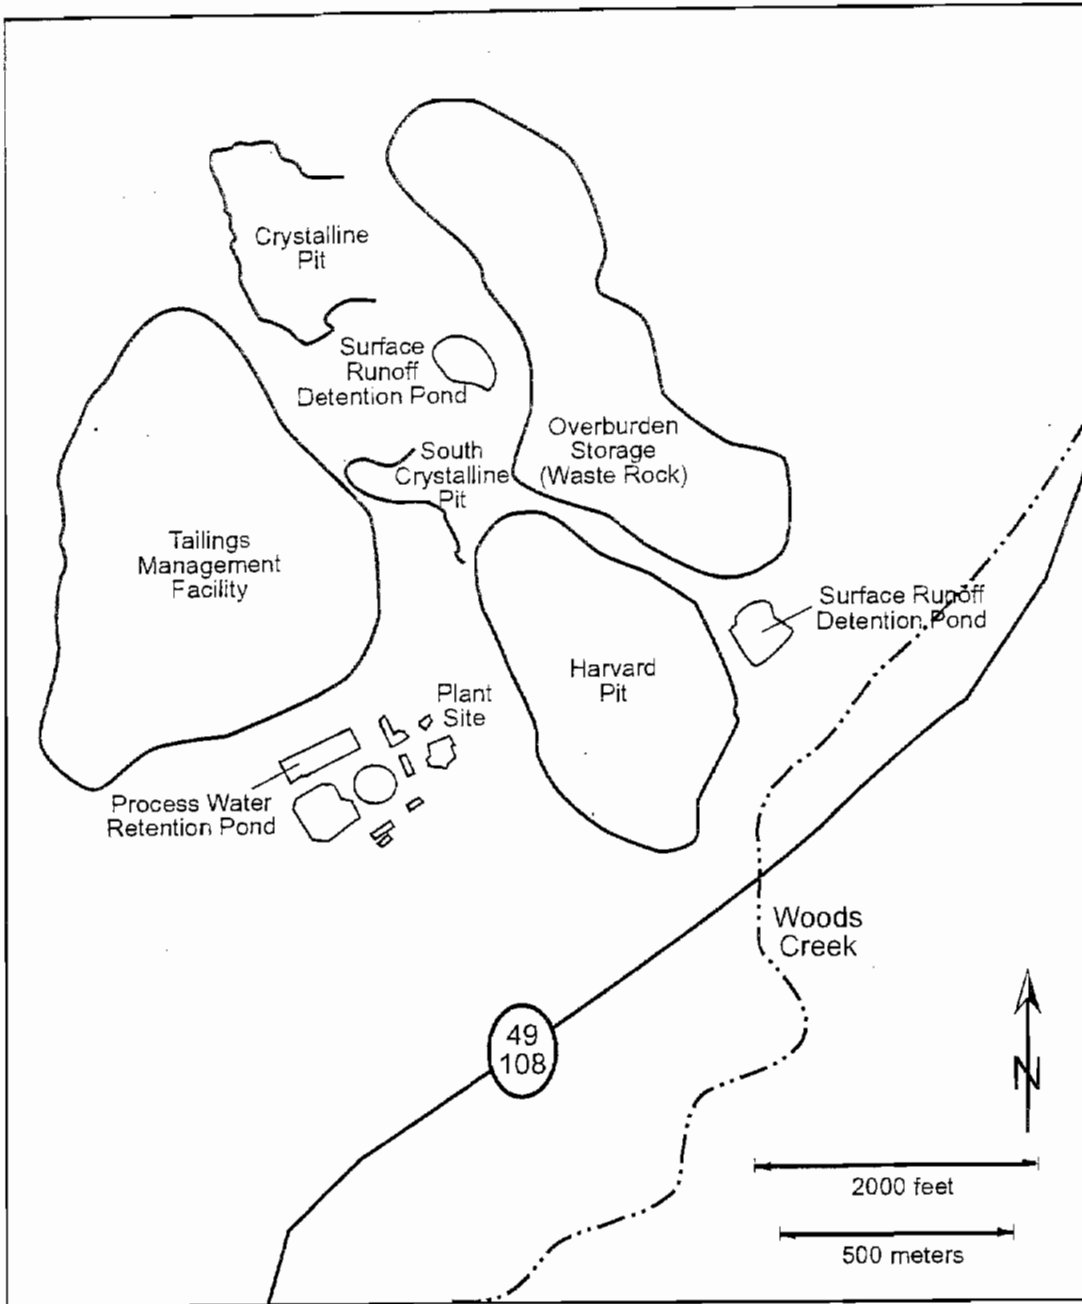 Crystalline
Pit
Surface
Runoff
Detention Pond
South
Crystalline
Pit
Overburden
Storage
(Waste Rock)
Tailings
Management
Facility
Surface Runoff
Detention Pond
Harvard
Pit
Plant
Site
Process Water
Retention Pond
Woods
Creek
49
108
N
2000 feet
500 meters